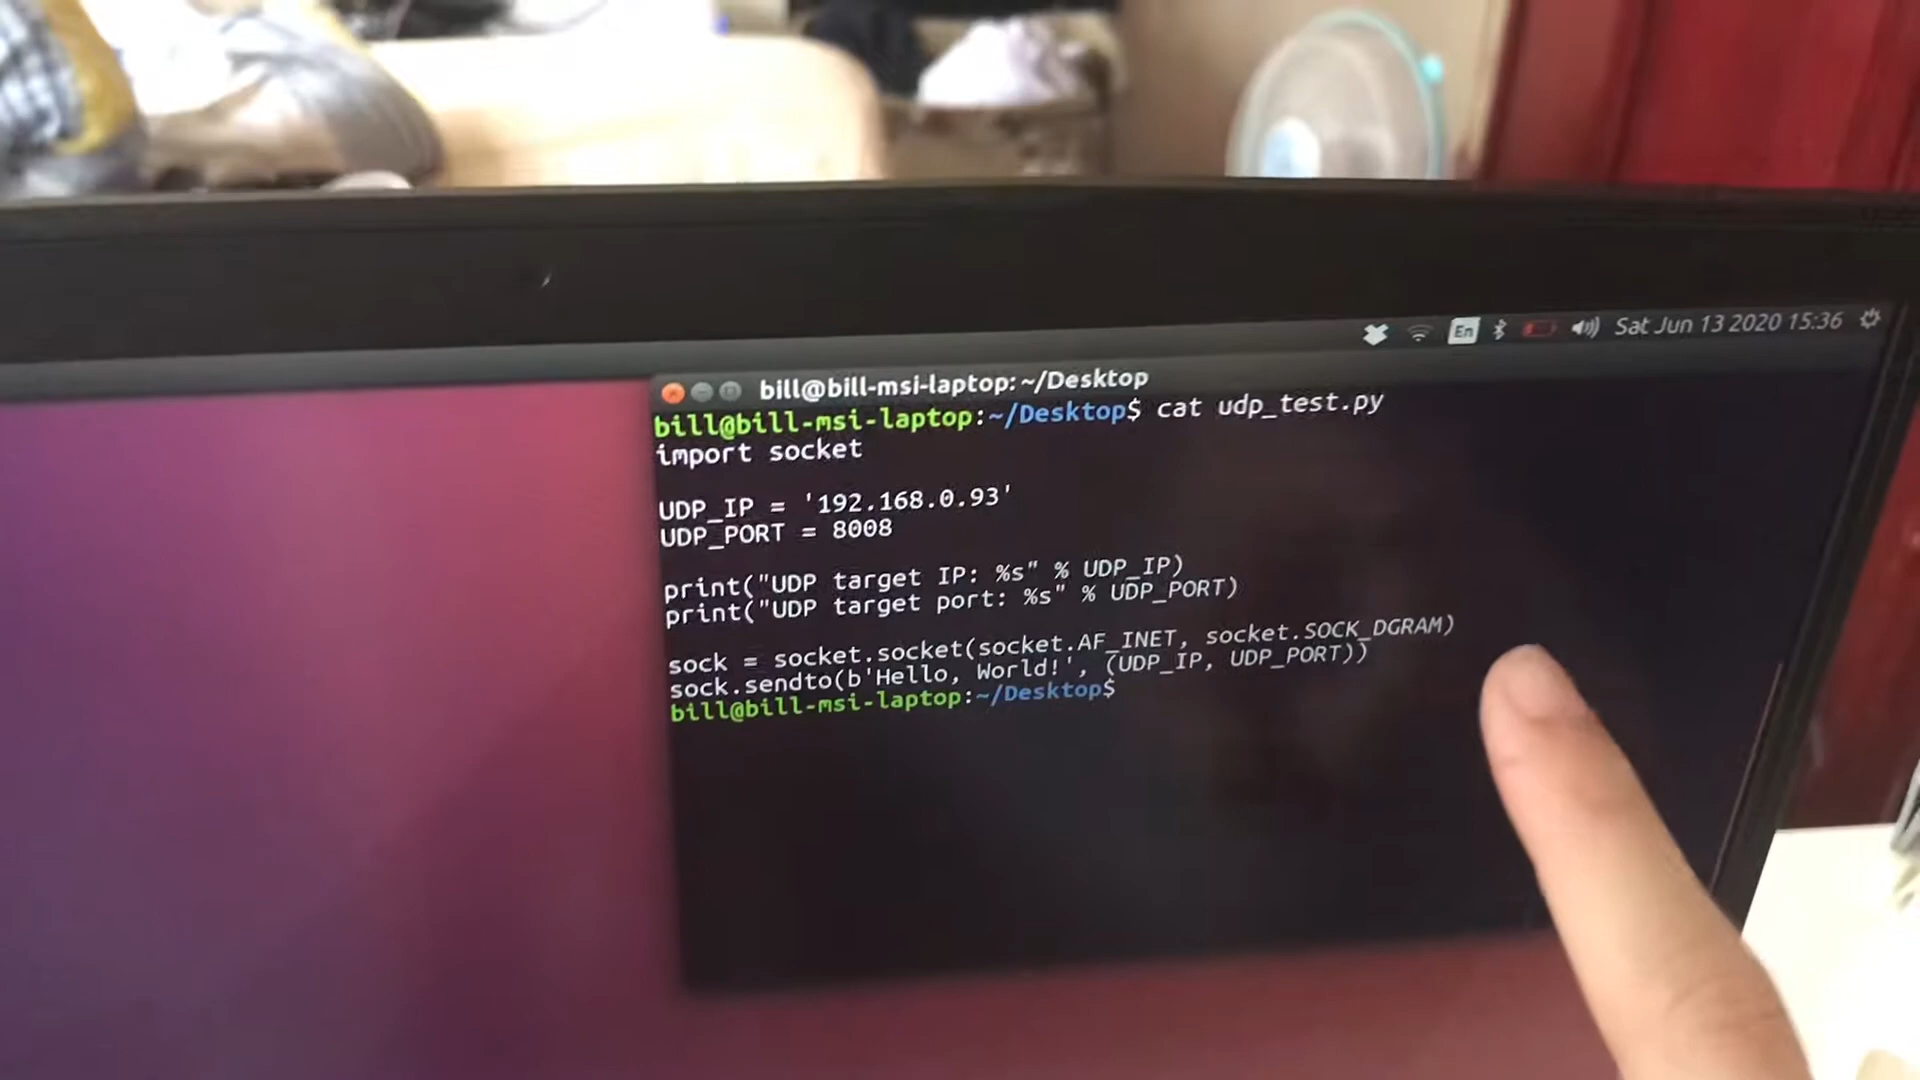 En Sat Jun 13 2020 15:36
bill@bill-msi-laptop: ~/Desktop
bill@bill-msi-laptop:~/Desktop$ cat udp_test.py
import socket
UDP_IP = '192.168.0.93'
UDP_PORT = 8008
print("UDP target IP: %s" % UDP_IP)
print("UDP target port: %s" % UDP_PORT)
sock = socket.socket(socket.AF_INET, socket.SOCK_DGRAM)
sock.sendto(b'Hello, World!', (UDP_IP, UDP_PORT))
bill@bill-msi-laptop:~/Desktop$